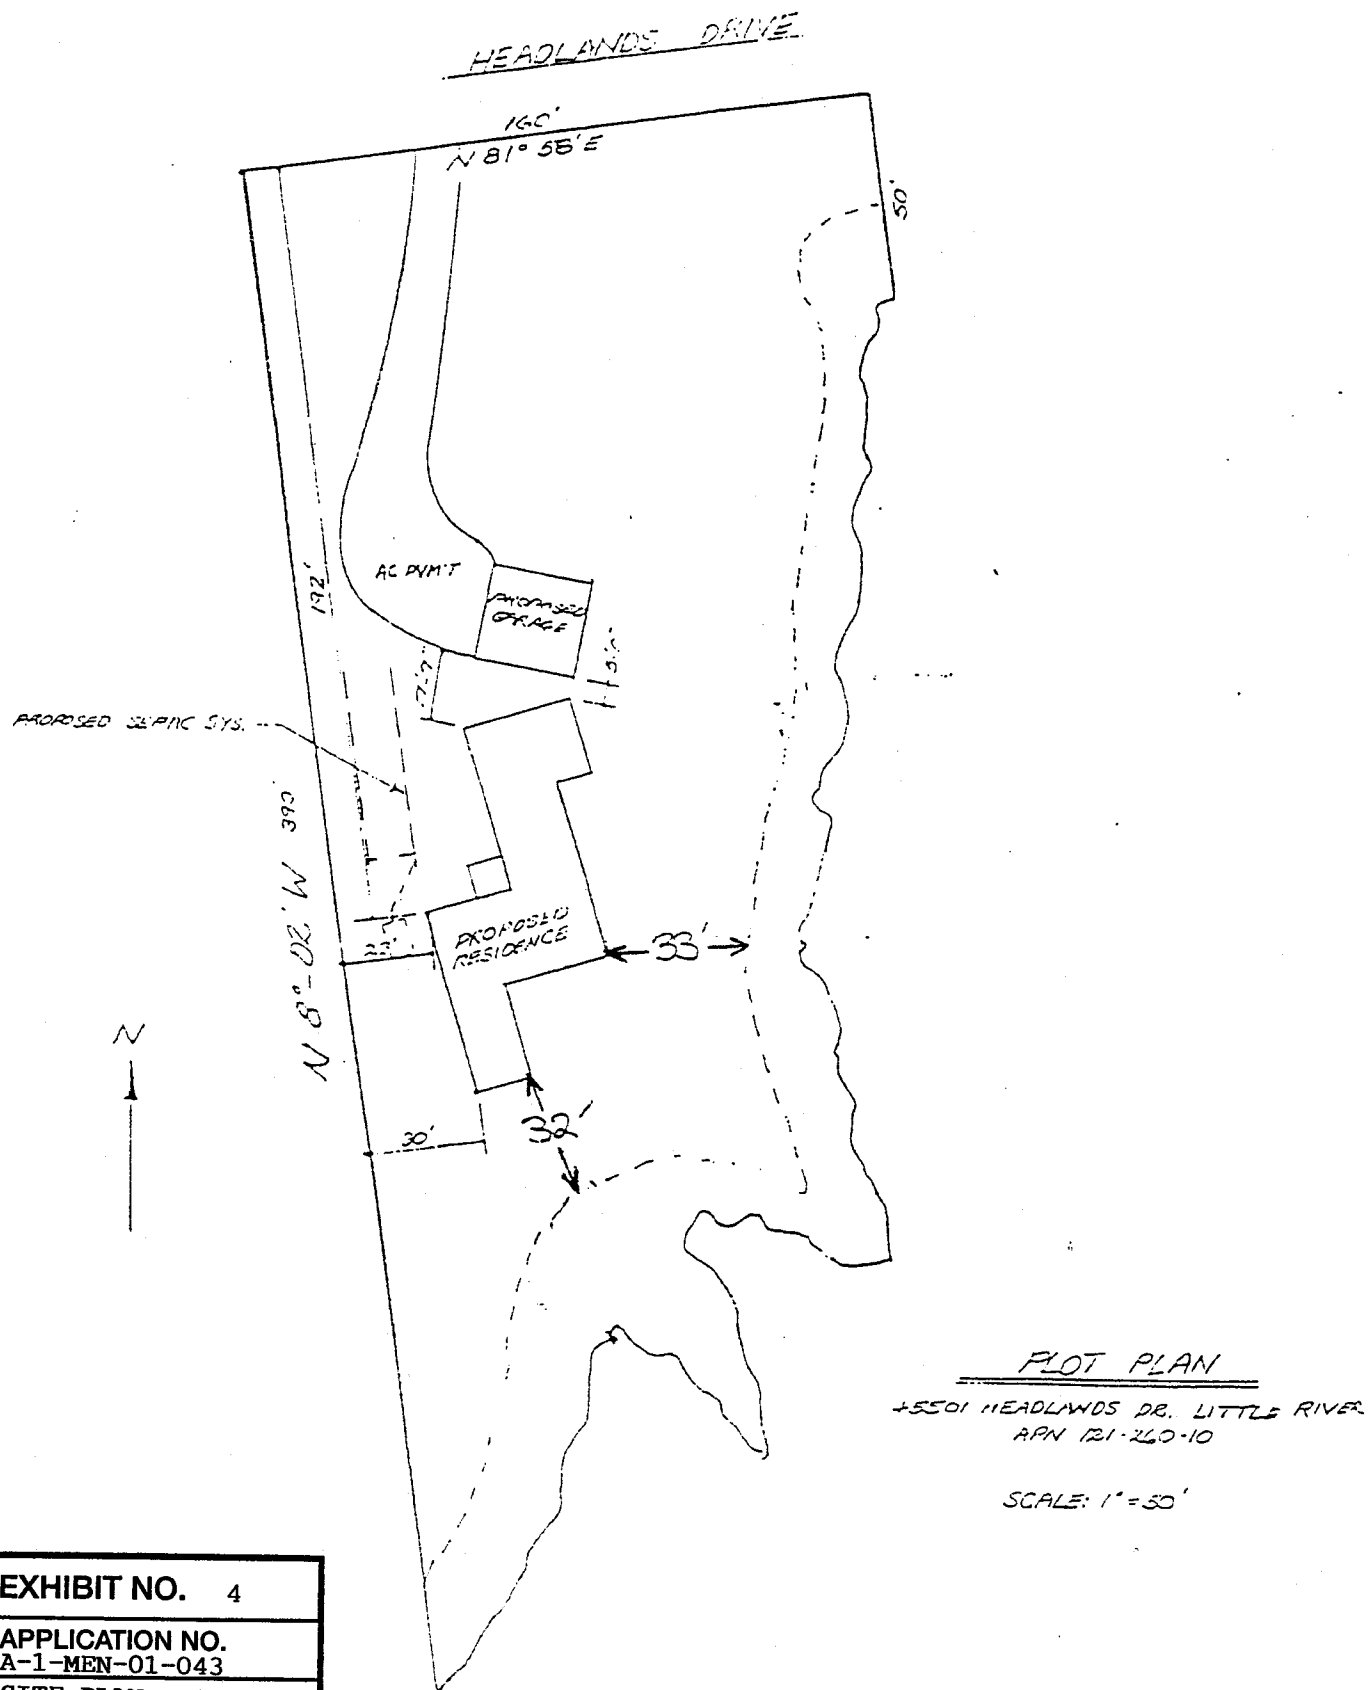 HEADLANDS DRIVE
160'
N 81° 58' E
50'
192'
AC PVM'T
PROPOSED
GARAGE
PROPOSED SEPTIC SYS.
N 8°-02' W 390'
23'
PROPOSED
RESIDENCE
33'
N
30'
32'
PLOT PLAN
HEADLANDS DR. LITTLE RIVER
APN 121-260-10
SCALE: 1" = 50'
EXHIBIT NO. 4
APPLICATION NO.
A-1-MEN-01-043